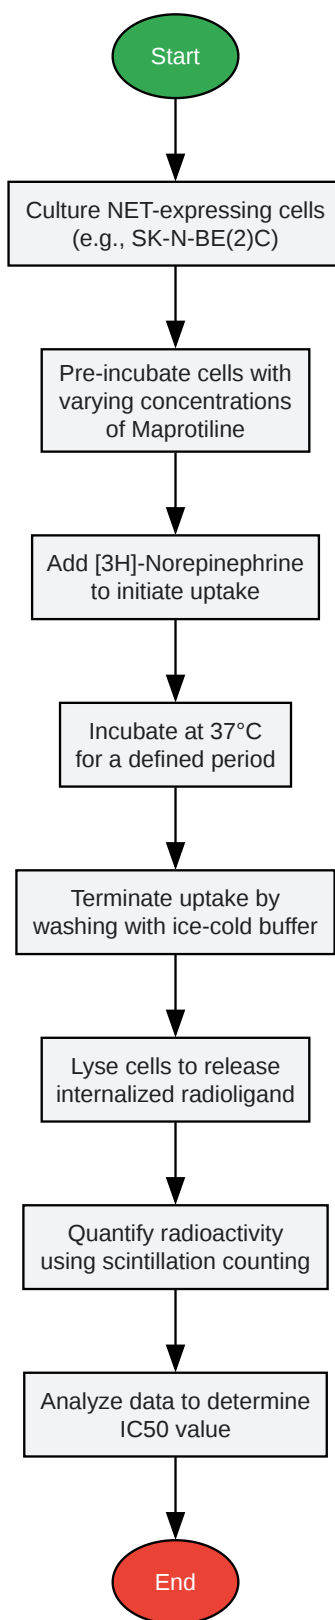 Start
Culture NET-expressing cells
(e.g., SK-N-BE(2)C)
Pre-incubate cells with
varying concentrations
of Maprotiline
Add [3H]-Norepinephrine
to initiate uptake
Incubate at 37°C
for a defined period
Terminate uptake by
washing with ice-cold buffer
Lyse cells to release
internalized radioligand
Quantify radioactivity
using scintillation counting
Analyze data to determine
IC50 value
End